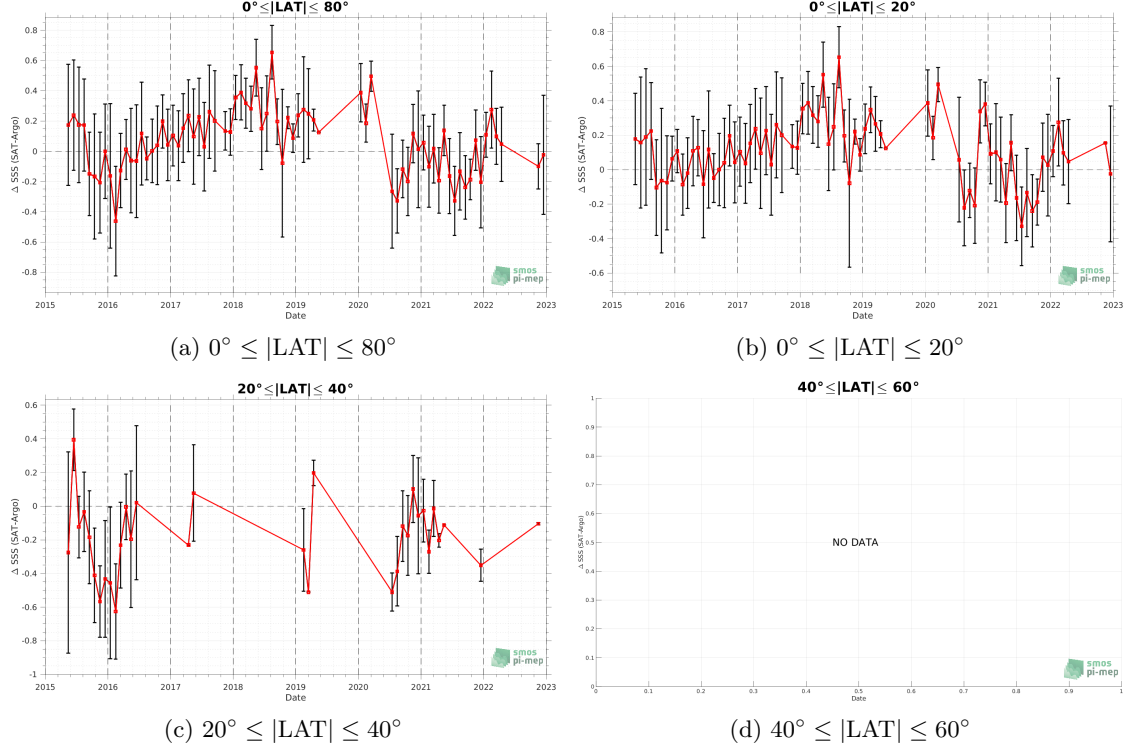 0°≤|LAT|≤ 80°
Δ SSS (SAT-Argo)
0.8
0.6
0.4
0.2
0
-0.2
-0.4
-0.6
-0.8
2015 2016 2017 2018 2019 2020 2021 2022 2023
Date
smos
pi-mep
(a) 0° ≤ |LAT| ≤ 80°
0°≤|LAT|≤ 20°
Δ SSS (SAT-Argo)
0.8
0.6
0.4
0.2
0
-0.2
-0.4
-0.6
2015 2016 2017 2018 2019 2020 2021 2022 2023
Date
smos
pi-mep
(b) 0° ≤ |LAT| ≤ 20°
20°≤|LAT|≤ 40°
Δ SSS (SAT-Argo)
0.6
0.4
0.2
0
-0.2
-0.4
-0.6
-0.8
-1
2015 2016 2017 2018 2019 2020 2021 2022 2023
Date
smos
pi-mep
(c) 20° ≤ |LAT| ≤ 40°
40°≤|LAT|≤ 60°
Δ SSS (SAT-Argo)
1
0.9
0.8
0.7
0.6
0.5
0.4
0.3
0.2
0.1
0
NO DATA
0 0.1 0.2 0.3 0.4 0.5 0.6 0.7 0.8 0.9 1
Date
smos
pi-mep
(d) 40° ≤ |LAT| ≤ 60°